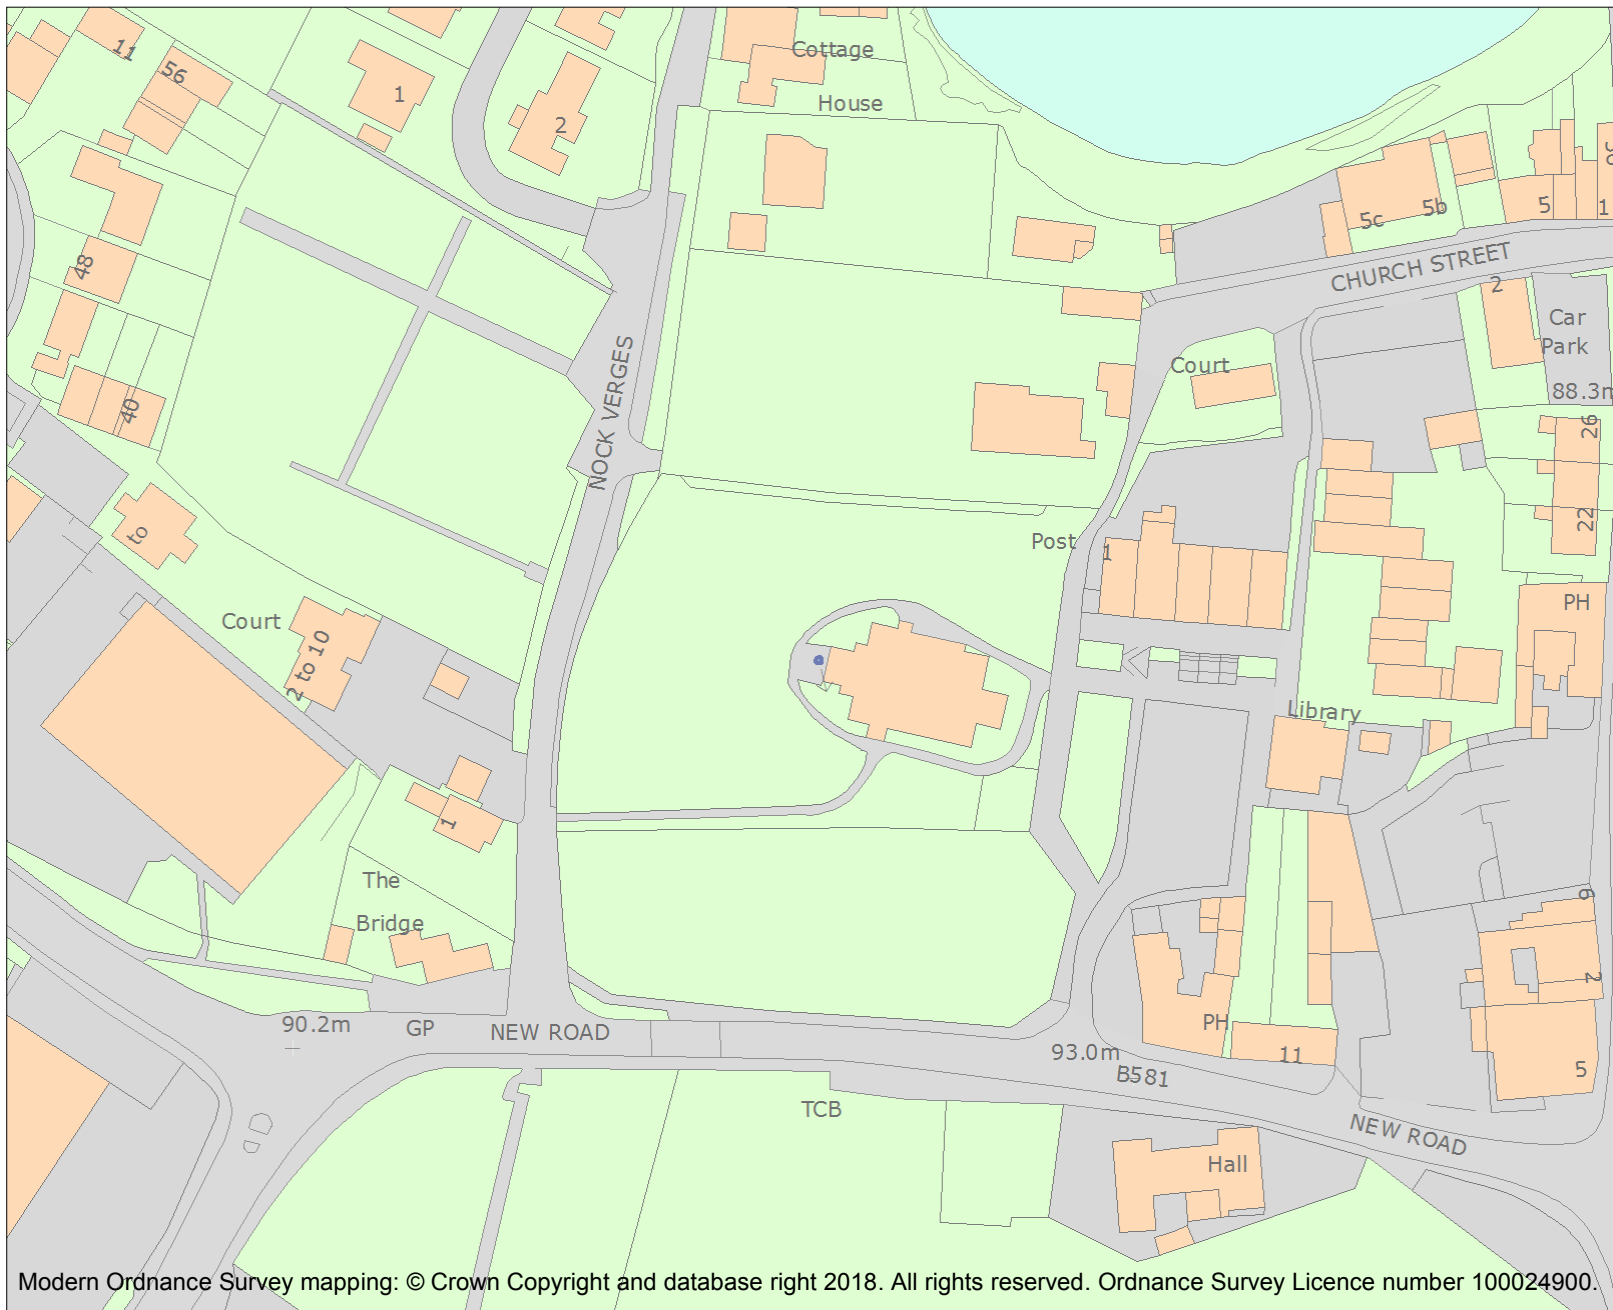 11
56
1
2
Cottage
House
36
5c
5b
5
1
48
CHURCH STREET
2
Car
Park
88.3m
NOCK VERGES
Court
40
26
to
22
Post
1
PH
Court
2 to 10
Library
1
The
Bridge
6
2
90.2m
GP
NEW ROAD
PH
93.0m
11
B581
5
TCB
NEW ROAD
Hall
Modern Ordnance Survey mapping: © Crown Copyright and database right 2018. All rights reserved. Ordnance Survey Licence number 100024900.